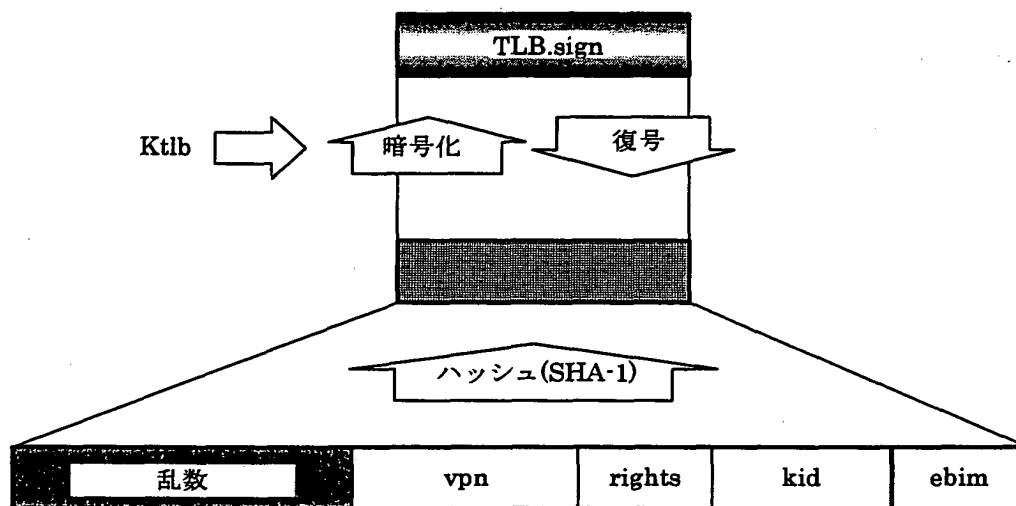 TLB.sign
Ktlb
暗号化
復号
ハッシュ(SHA-1)
乱数
vpn
rights
kid
ebim